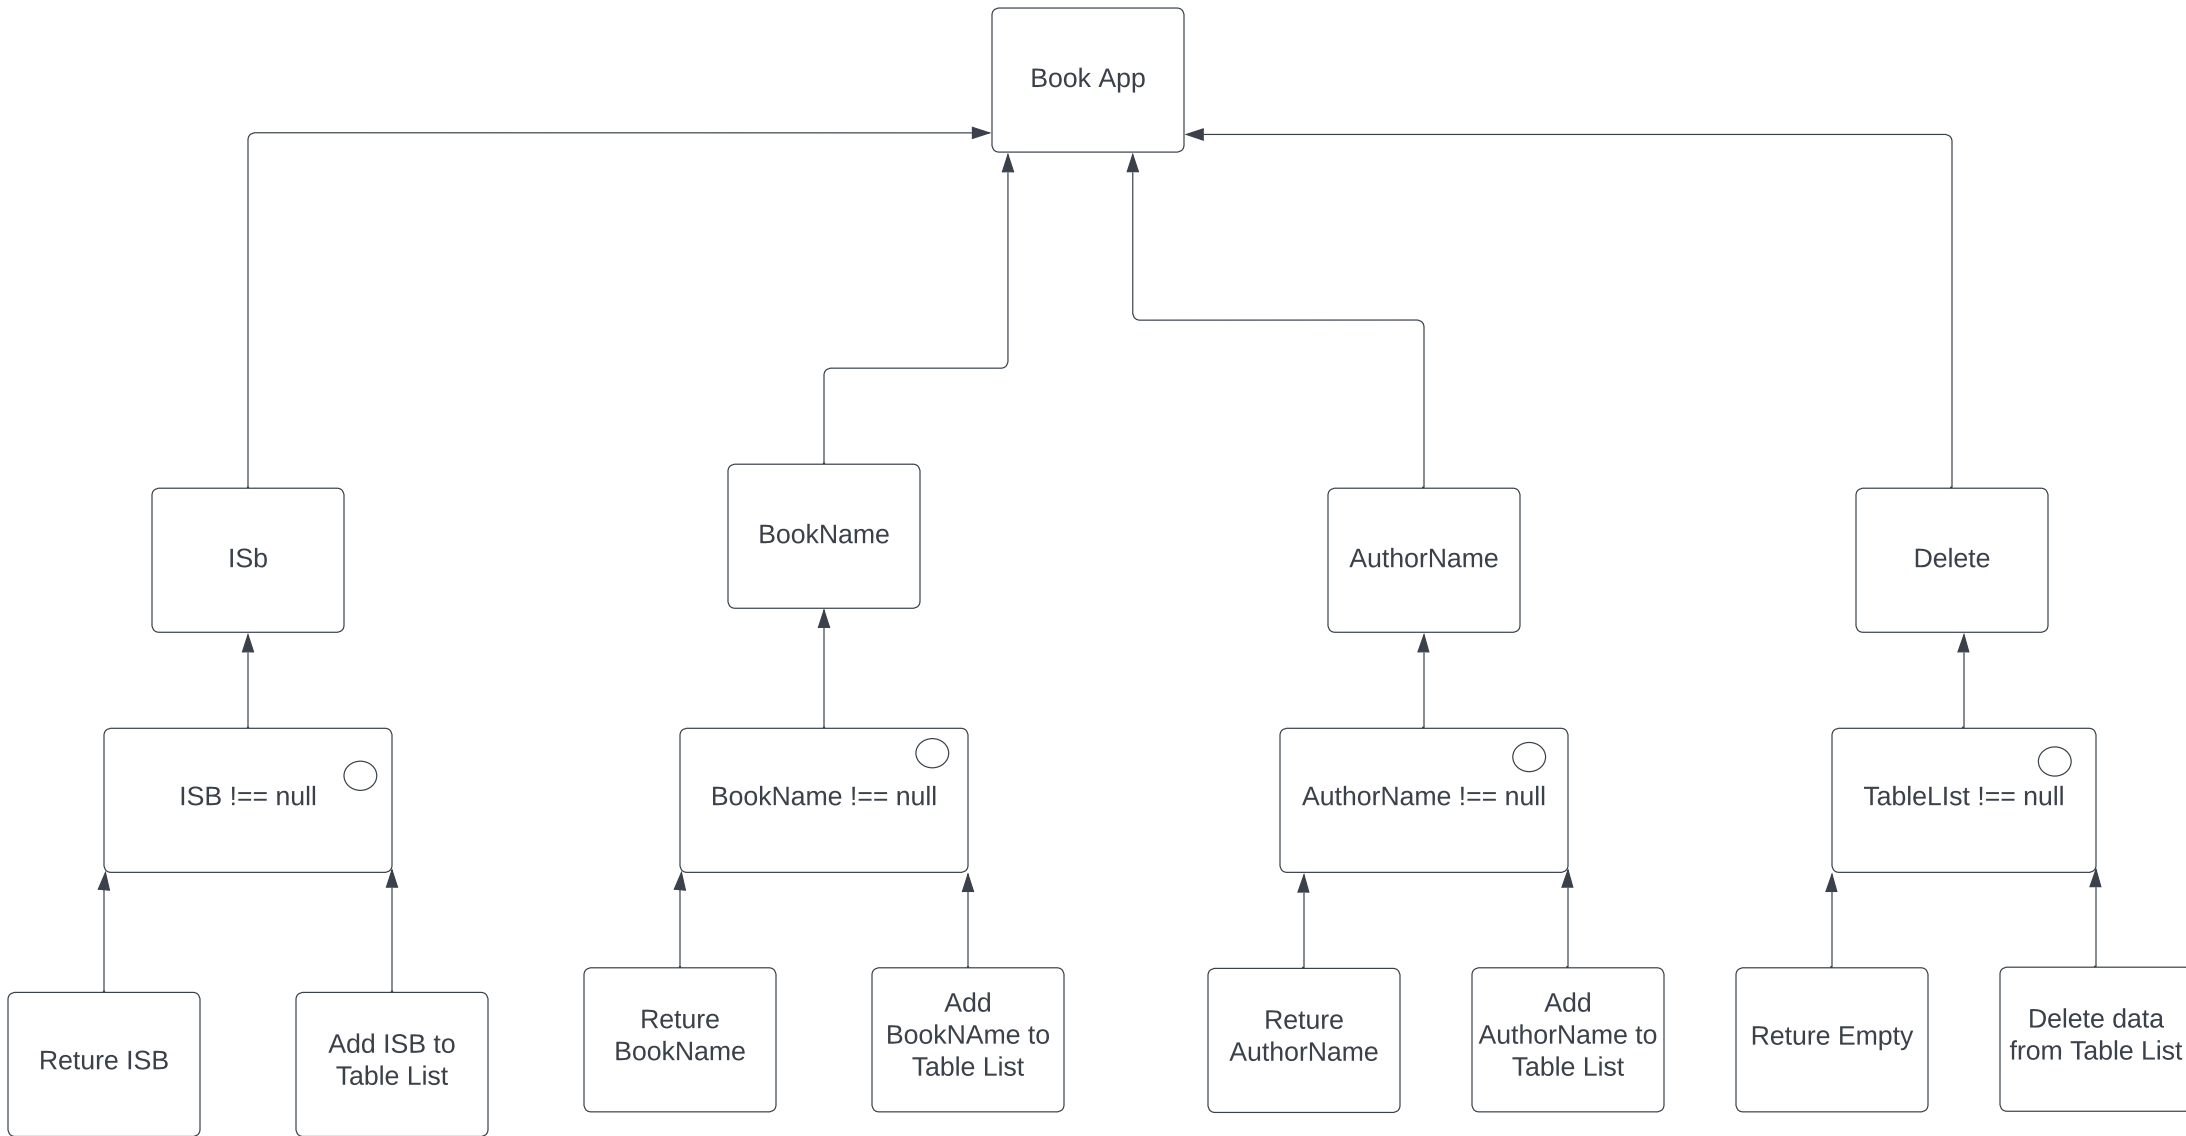 Book App
ISb
BookName
AuthorName
Delete
ISB !== null
BookName !== null
AuthorName !== null
TableLIst !== null
Reture ISB
Add ISB to
Table List
Reture
BookName
Add
BookNAme to
Table List
Reture
AuthorName
Add
AuthorName to
Table List
Reture Empty
Delete data
from Table List